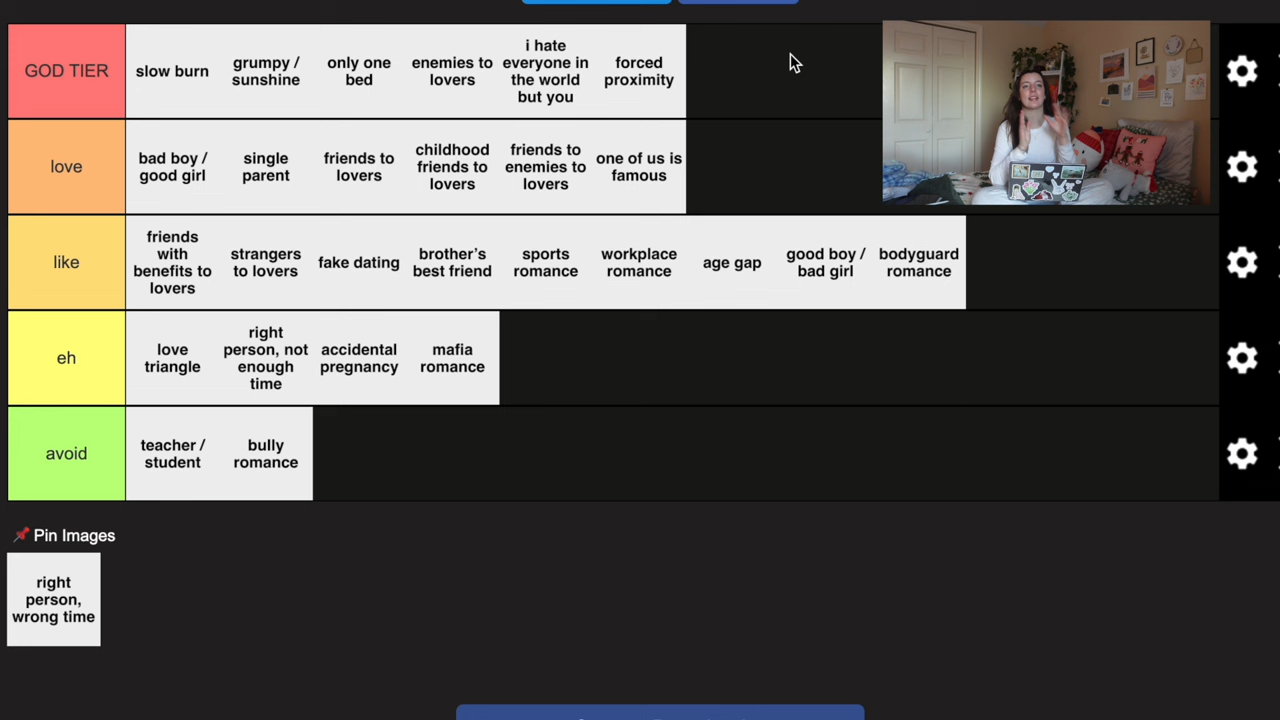 GOD TIER
slow burn
grumpy /
sunshine
only one
bed
enemies to
lovers
i hate
everyone in
the world
but you
forced
proximity
love
bad boy /
good girl
single
parent
friends to
lovers
childhood
friends to
lovers
friends to
enemies to
lovers
one of us is
famous
like
friends
with
benefits to
lovers
strangers
to lovers
fake dating
brother’s
best friend
sports
romance
workplace
romance
age gap
good boy /
bad girl
bodyguard
romance
eh
love
triangle
right
person, not
enough
time
accidental
pregnancy
mafia
romance
avoid
teacher /
student
bully
romance
📌 Pin Images
right
person,
wrong time